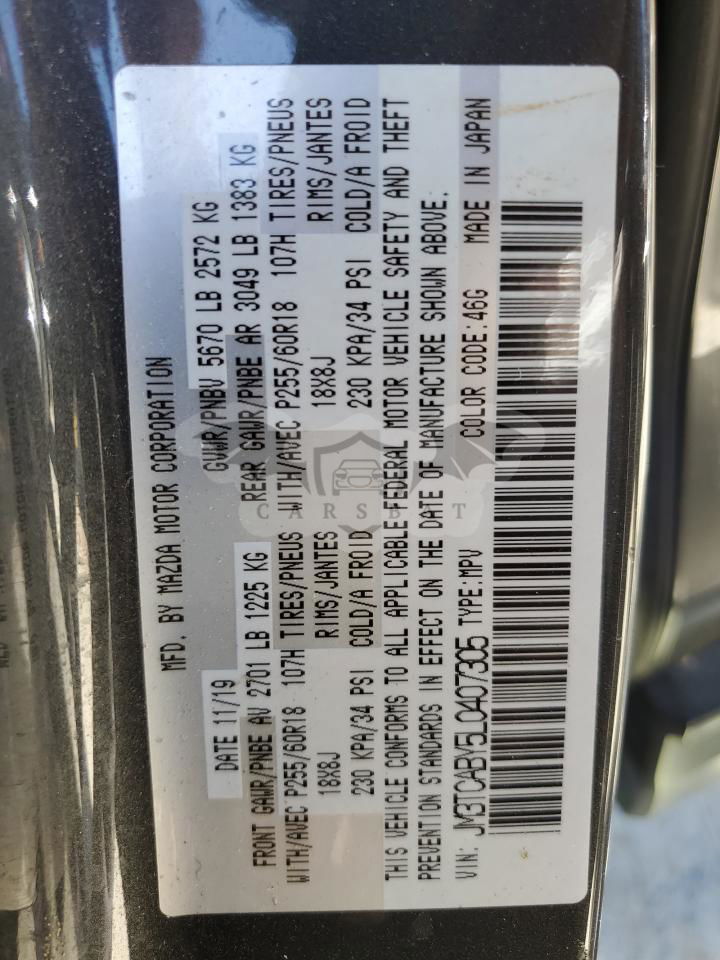 MFD. BY MAZDA MOTOR CORPORATION
DATE 11/19 GVWR/PNBV 5670 LB 2572 KG
FRONT GAWR/PNBE AV 2701 LB 1225 KG REAR GAWR/PNBE AR 3049 LB 1383 KG
WITH/AVEC P255/60R18 107H TIRES/PNEUS WITH/AVEC P255/60R18 107H TIRES/PNEUS
18X8J RIMS/JANTES 18X8J RIMS/JANTES
230 KPA/34 PSI COLD/A FROID 230 KPA/34 PSI COLD/A FROID
THIS VEHICLE CONFORMS TO ALL APPLICABLE FEDERAL MOTOR VEHICLE SAFETY AND THEFT
PREVENTION STANDARDS IN EFFECT ON THE DATE OF MANUFACTURE SHOWN ABOVE.
VIN: JM3TCABY5L0407305 TYPE:MPV COLOR CODE:46G MADE IN JAPAN
CARSBAT